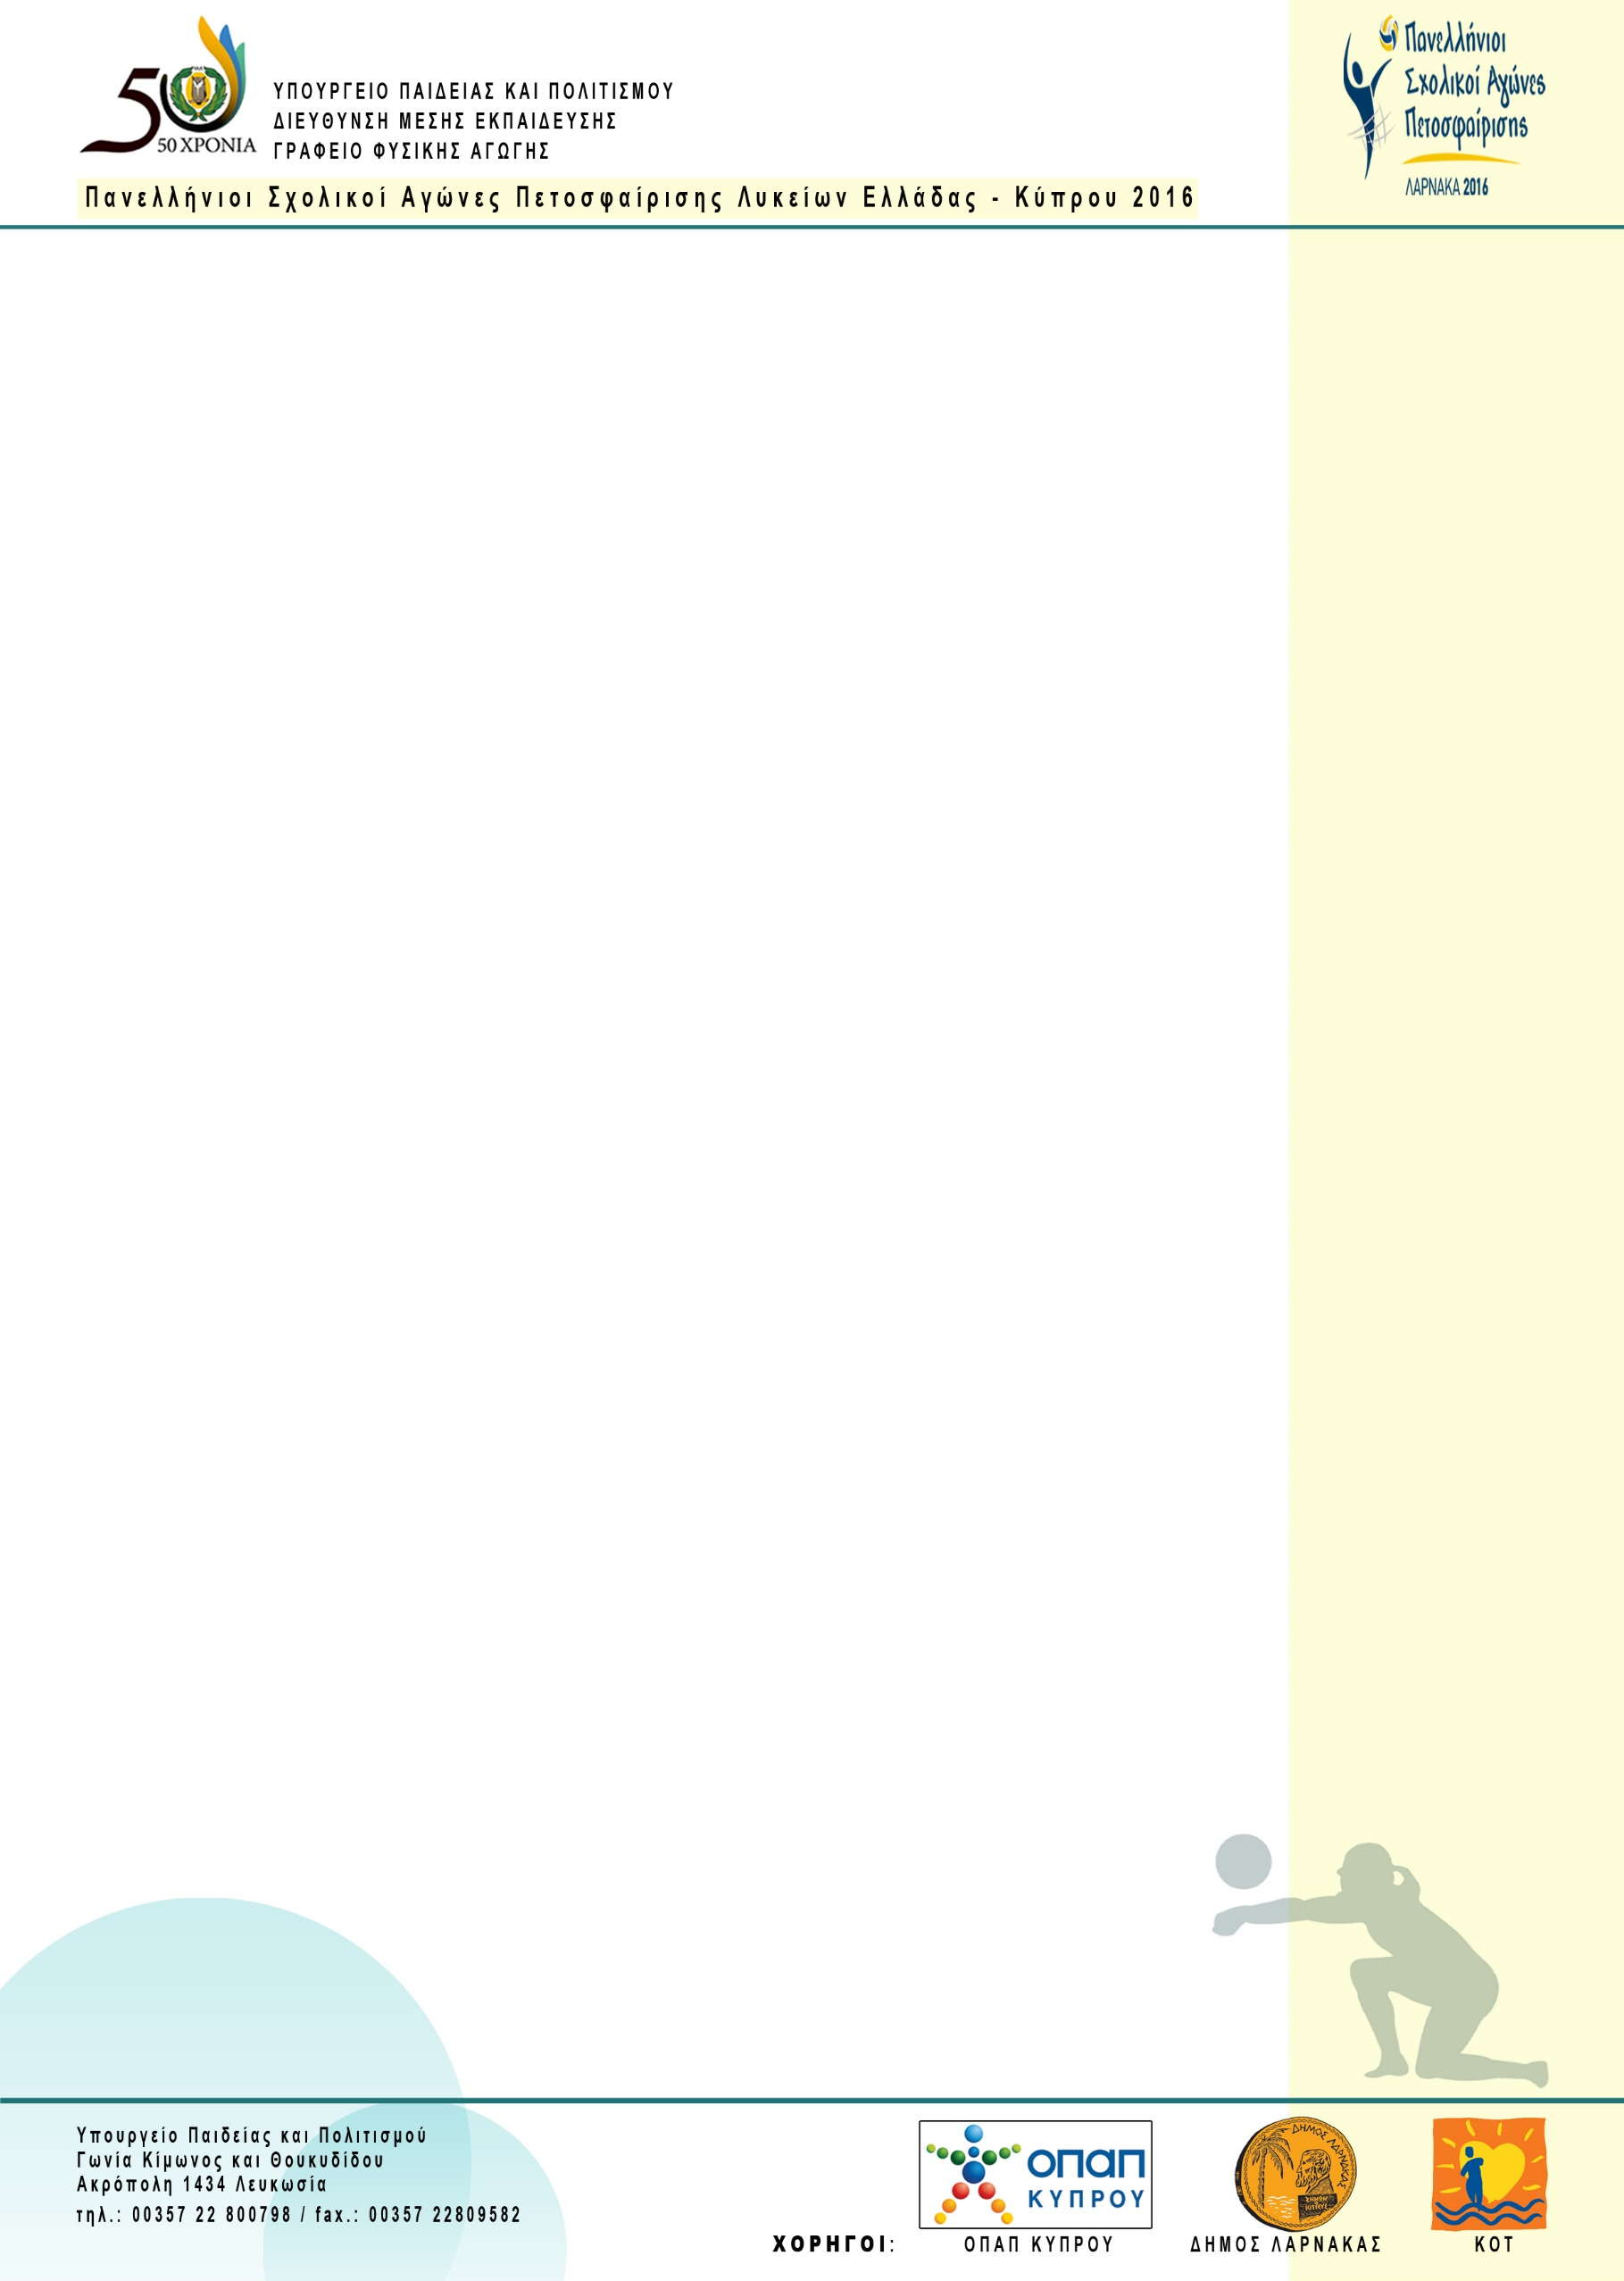 50 ΧΡΟΝΙΑ
ΥΠΟΥΡΓΕΙΟ ΠΑΙΔΕΙΑΣ ΚΑΙ ΠΟΛΙΤΙΣΜΟΥ
ΔΙΕΥΘΥΝΣΗ ΜΕΣΗΣ ΕΚΠΑΙΔΕΥΣΗΣ
ΓΡΑΦΕΙΟ ΦΥΣΙΚΗΣ ΑΓΩΓΗΣ
Πανελλήνιοι Σχολικοί Αγώνες Πετοσφαίρισης Λυκείων Ελλάδας - Κύπρου 2016
Πανελλήνιοι
Σχολικοί Αγώνες
Πετοσφαίρισης
ΛΑΡΝΑΚΑ 2016
Υπουργείο Παιδείας και Πολιτισμού
Γωνία Κίμωνος και Θουκυδίδου
Ακρόπολη 1434 Λευκωσία
τηλ.: 00357 22 800798 / fax.: 00357 22809582
ΧΟΡΗΓΟΙ:
οπαπ
ΚΥΠΡΟΥ
ΟΠΑΠ ΚΥΠΡΟΥ
ΔΗΜΟΣ ΛΑΡΝΑΚΑΣ
ΔΗΜΟΣ ΛΑΡΝΑΚΑΣ
ΚΟΤ